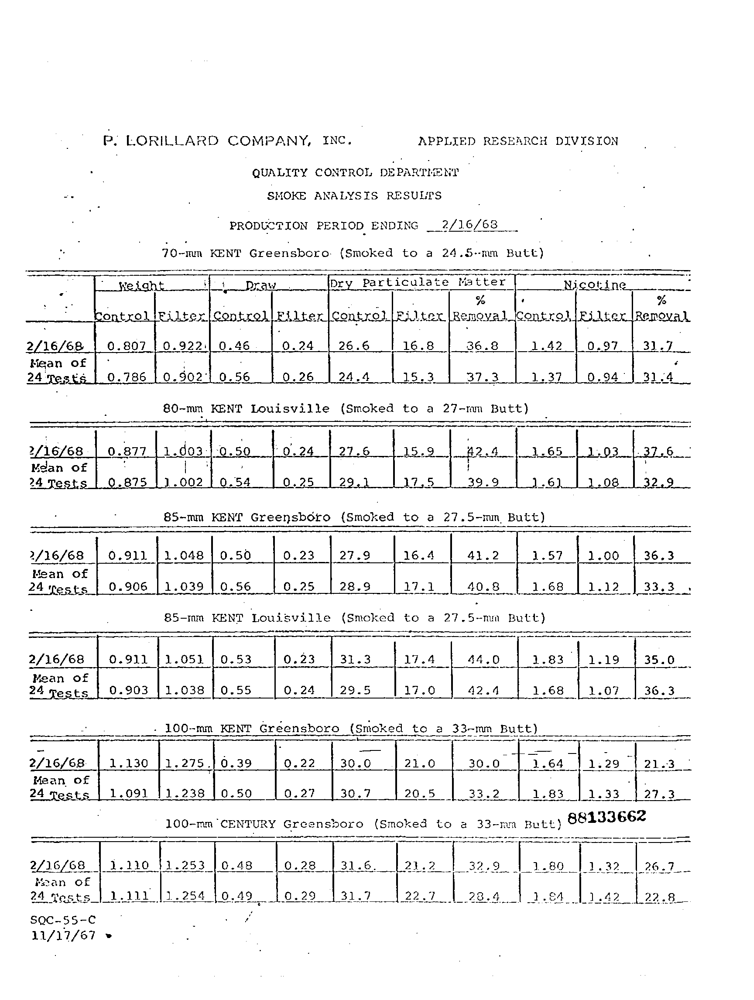 P. LORILLARD COMPANY, INC. APPLIED RESEARCH DIVISION
QUALITY CONTROL DEPARTMENT
SMOKE ANALYSIS RESULTS
PRODUCTION PERIOD ENDING 2/16/68
70-mm KENT Greensboro (Smoked to a 24.5-mm Butt)
Weight Draw Dry Particulate Matter Nicotine
% %
Control Filter Control Filter Control Filter Removal Control Filter Removal
2/16/68 0.807 0.922 0.46 0.24 26.6 16.8 36.8 1.42 0.97 31.7
Mean of
24 Tests 0.786 0.902 0.56 0.26 24.4 15.3 37.3 1.37 0.94 31.4
80-mm KENT Louisville (Smoked to a 27-mm Butt)
2/16/68 0.877 1.003 0.50 0.24 27.6 15.9 42.4 1.65 1.03 37.6
Mean of
24 Tests 0.875 1.002 0.54 0.25 29.1 17.5 39.9 1.61 1.08 32.9
85-mm KENT Greensboro (Smoked to a 27.5-mm Butt)
2/16/68 0.911 1.048 0.50 0.23 27.9 16.4 41.2 1.57 1.00 36.3
Mean of
24 Tests 0.906 1.039 0.56 0.25 28.9 17.1 40.8 1.68 1.12 33.3
85-mm KENT Louisville (Smoked to a 27.5-mm Butt)
2/16/68 0.911 1.051 0.53 0.23 31.3 17.4 44.0 1.83 1.19 35.0
Mean of
24 Tests 0.903 1.038 0.55 0.24 29.5 17.0 42.4 1.68 1.07 36.3
100-mm KENT Greensboro (Smoked to a 33-mm Butt)
2/16/68 1.130 1.275 0.39 0.22 30.0 21.0 30.0 1.64 1.29 21.3
Mean of
24 Tests 1.091 1.238 0.50 0.27 30.7 20.5 33.2 1.83 1.33 27.3
100-mm CENTURY Greensboro (Smoked to a 33-mm Butt) 88133662
2/16/68 1.110 1.253 0.48 0.28 31.6 21.2 32.9 1.80 1.32 26.7
Mean of
24 Tests 1.111 1.254 0.49 0.29 31.7 22.7 28.4 1.84 1.42 22.8
SQC-55-C
11/17/67